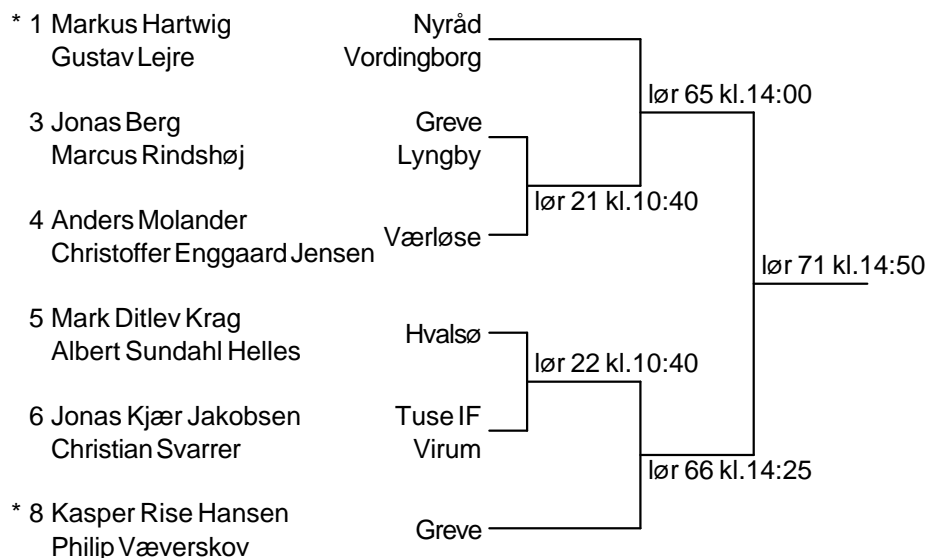 * 1 Markus Hartwig Nyråd
Gustav Lejre Vordingborg
lør 65 kl.14:00
3 Jonas Berg Greve
Marcus Rindshøj Lyngby
lør 21 kl.10:40
4 Anders Molander
Christoffer Enggaard Jensen Værløse
lør 71 kl.14:50
5 Mark Ditlev Krag
Albert Sundahl Helles Hvalsø
lør 22 kl.10:40
6 Jonas Kjær Jakobsen Tuse IF
Christian Svarrer Virum
lør 66 kl.14:25
* 8 Kasper Rise Hansen
Philip Væverskov Greve